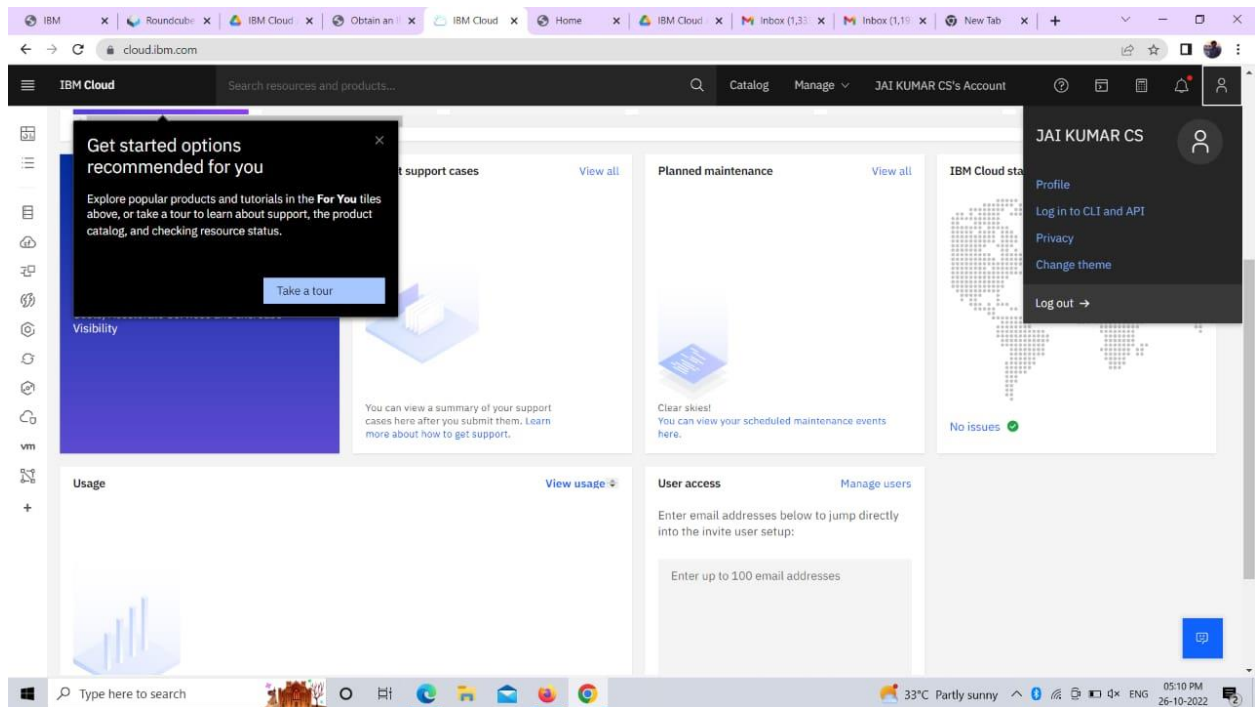 IBM
Roundcube
IBM Cloud
Obtain an
IBM Cloud
Home
IBM Cloud
Inbox (1,33
Inbox (1,19
New Tab
cloud.ibm.com
IBM Cloud
Search resources and products...
Catalog
Manage
JAI KUMAR CS's Account
JAI KUMAR CS
Profile
Log in to CLI and API
Privacy
Change theme
Log out →
Get started options
recommended for you
Explore popular products and tutorials in the For You tiles
above, or take a tour to learn about support, the product
catalog, and checking resource status.
Take a tour
Visibility
t support cases
View all
You can view a summary of your support
cases here after you submit them. Learn
more about how to get support.
Planned maintenance
View all
Clear skies!
You can view your scheduled maintenance events
here.
IBM Cloud sta
No issues
vm
Usage
View usage
User access
Manage users
Enter email addresses below to jump directly
into the invite user setup:
Enter up to 100 email addresses
Type here to search
33°C Partly sunny
ENG
05:10 PM
26-10-2022
2